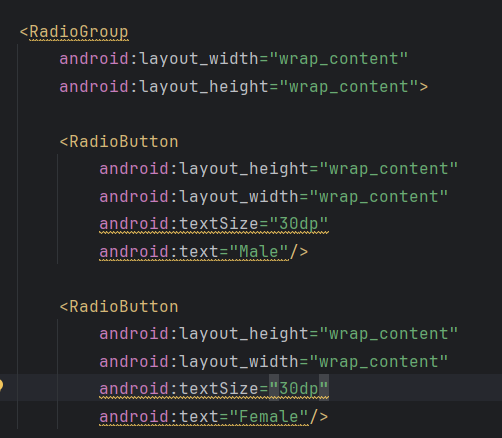 <RadioGroup
android:layout_width="wrap_content"
android:layout_height="wrap_content">
<RadioButton
android:layout_height="wrap_content"
android:layout_width="wrap_content"
android:textSize="30dp"
android:text="Male"/>
<RadioButton
android:layout_height="wrap_content"
android:layout_width="wrap_content"
android:textSize="30dp"
android:text="Female"/>